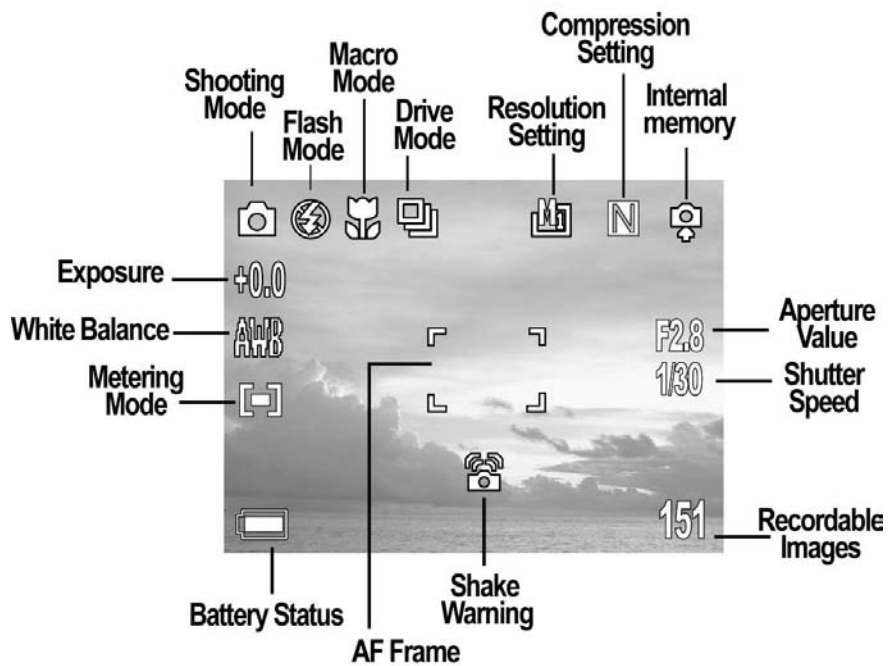 Compression
Setting
Macro
Mode
Shooting
Mode
Drive
Mode
Resolution
Setting
Internal
memory
Flash
Mode
M1
N
Exposure
+0.0
White Balance
AWB
F2.8
Aperture
Value
Metering
Mode
1/30
Shutter
Speed
151
Recordable
Images
Battery Status
Shake
Warning
AF Frame